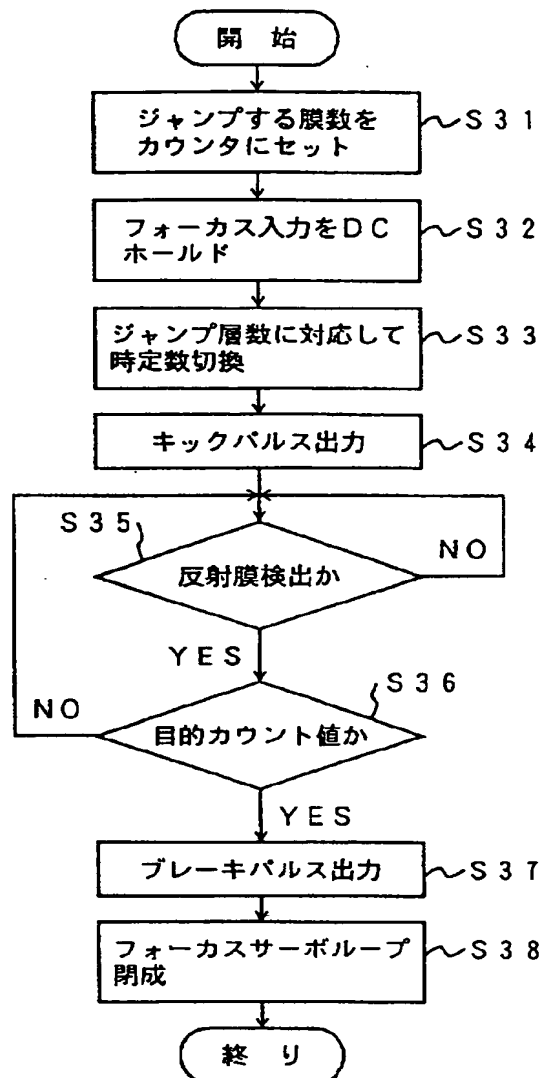 開 始
ジャンプする膜数を
カウンタにセット
S31
フォーカス入力をDC
ホールド
S32
ジャンプ層数に対応して
時定数切換
S33
キックパルス出力
S34
S35
反射膜検出か
NO
YES
S36
NO
目的カウント値か
YES
ブレーキパルス出力
S37
フォーカスサーボループ
閉成
S38
終 り